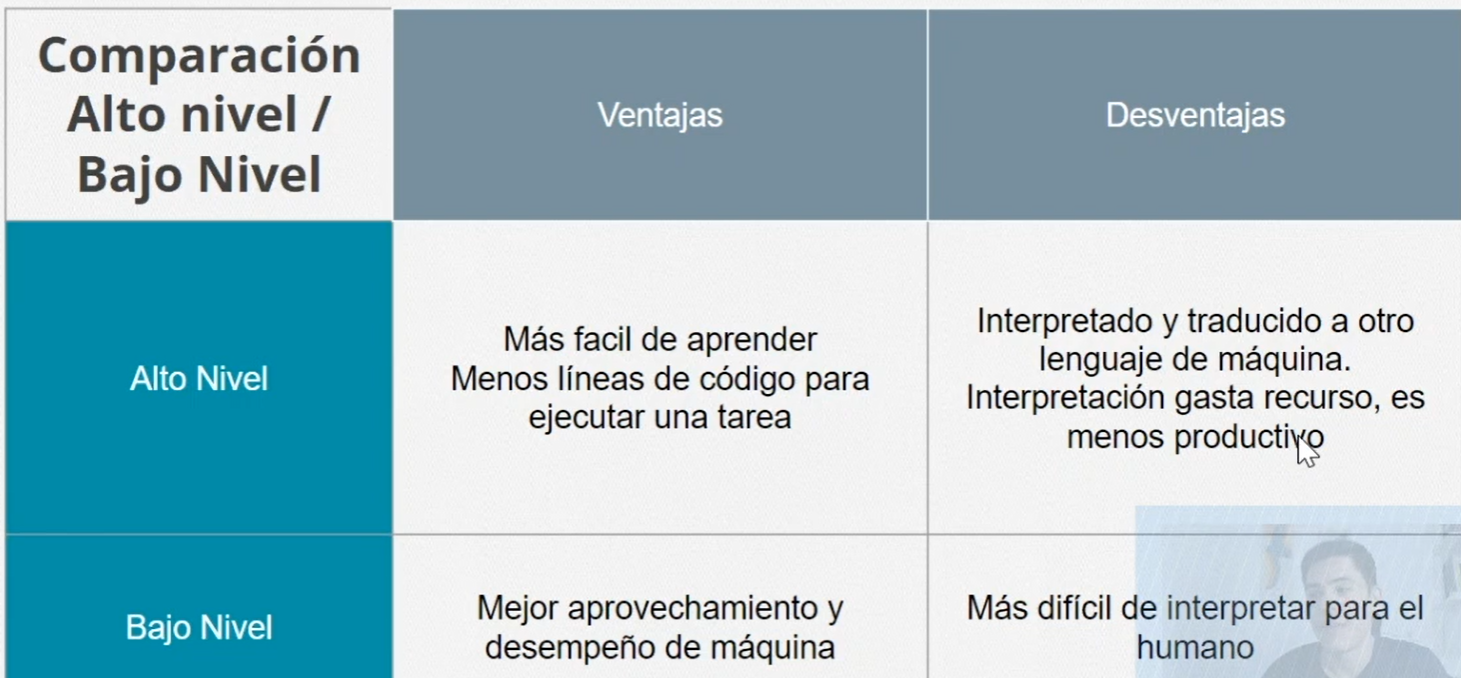 Comparación
Alto nivel /
Bajo Nivel
Ventajas
Desventajas
Alto Nivel
Más facil de aprender
Menos líneas de código para
ejecutar una tarea
Interpretado y traducido a otro
lenguaje de máquina.
Interpretación gasta recurso, es
menos productivo
Bajo Nivel
Mejor aprovechamiento y
desempeño de máquina
Más difícil de interpretar para el
humano